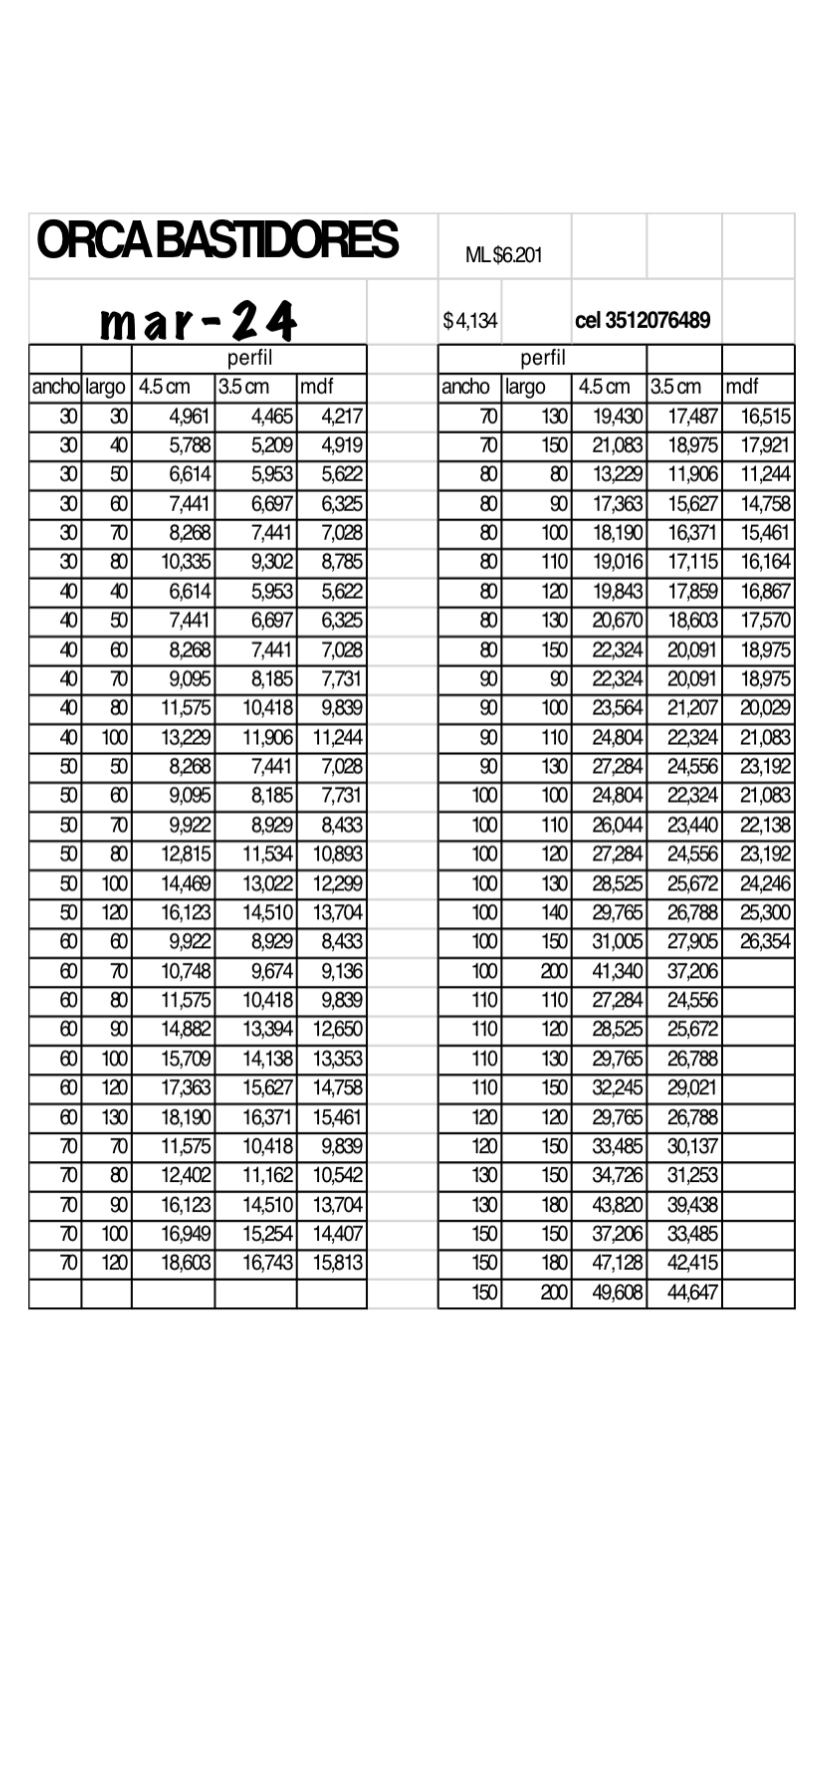 ORCA BASTIDORES ML $6.201
mar-24 $ 4,134 cel 3512076489
perfil perfil
ancho largo 4.5 cm 3.5 cm mdf ancho largo 4.5 cm 3.5 cm mdf
30 30 4,961 4,465 4,217 70 130 19,430 17,487 16,515
30 40 5,788 5,209 4,919 70 150 21,083 18,975 17,921
30 50 6,614 5,953 5,622 80 80 13,229 11,906 11,244
30 60 7,441 6,697 6,325 80 90 17,363 15,627 14,758
30 70 8,268 7,441 7,028 80 100 18,190 16,371 15,461
30 80 10,335 9,302 8,785 80 110 19,016 17,115 16,164
40 40 6,614 5,953 5,622 80 120 19,843 17,859 16,867
40 50 7,441 6,697 6,325 80 130 20,670 18,603 17,570
40 60 8,268 7,441 7,028 80 150 22,324 20,091 18,975
40 70 9,095 8,185 7,731 90 90 22,324 20,091 18,975
40 80 11,575 10,418 9,839 90 100 23,564 21,207 20,029
40 100 13,229 11,906 11,244 90 110 24,804 22,324 21,083
50 50 8,268 7,441 7,028 90 130 27,284 24,556 23,192
50 60 9,095 8,185 7,731 100 100 24,804 22,324 21,083
50 70 9,922 8,929 8,433 100 110 26,044 23,440 22,138
50 80 12,815 11,534 10,893 100 120 27,284 24,556 23,192
50 100 14,469 13,022 12,299 100 130 28,525 25,672 24,246
50 120 16,123 14,510 13,704 100 140 29,765 26,788 25,300
60 60 9,922 8,929 8,433 100 150 31,005 27,905 26,354
60 70 10,748 9,674 9,136 100 200 41,340 37,206
60 80 11,575 10,418 9,839 110 110 27,284 24,556
60 90 14,882 13,394 12,650 110 120 28,525 25,672
60 100 15,709 14,138 13,353 110 130 29,765 26,788
60 120 17,363 15,627 14,758 110 150 32,245 29,021
60 130 18,190 16,371 15,461 120 120 29,765 26,788
70 70 11,575 10,418 9,839 120 150 33,485 30,137
70 80 12,402 11,162 10,542 130 150 34,726 31,253
70 90 16,123 14,510 13,704 130 180 43,820 39,438
70 100 16,949 15,254 14,407 150 150 37,206 33,485
70 120 18,603 16,743 15,813 150 180 47,128 42,415
150 200 49,608 44,647